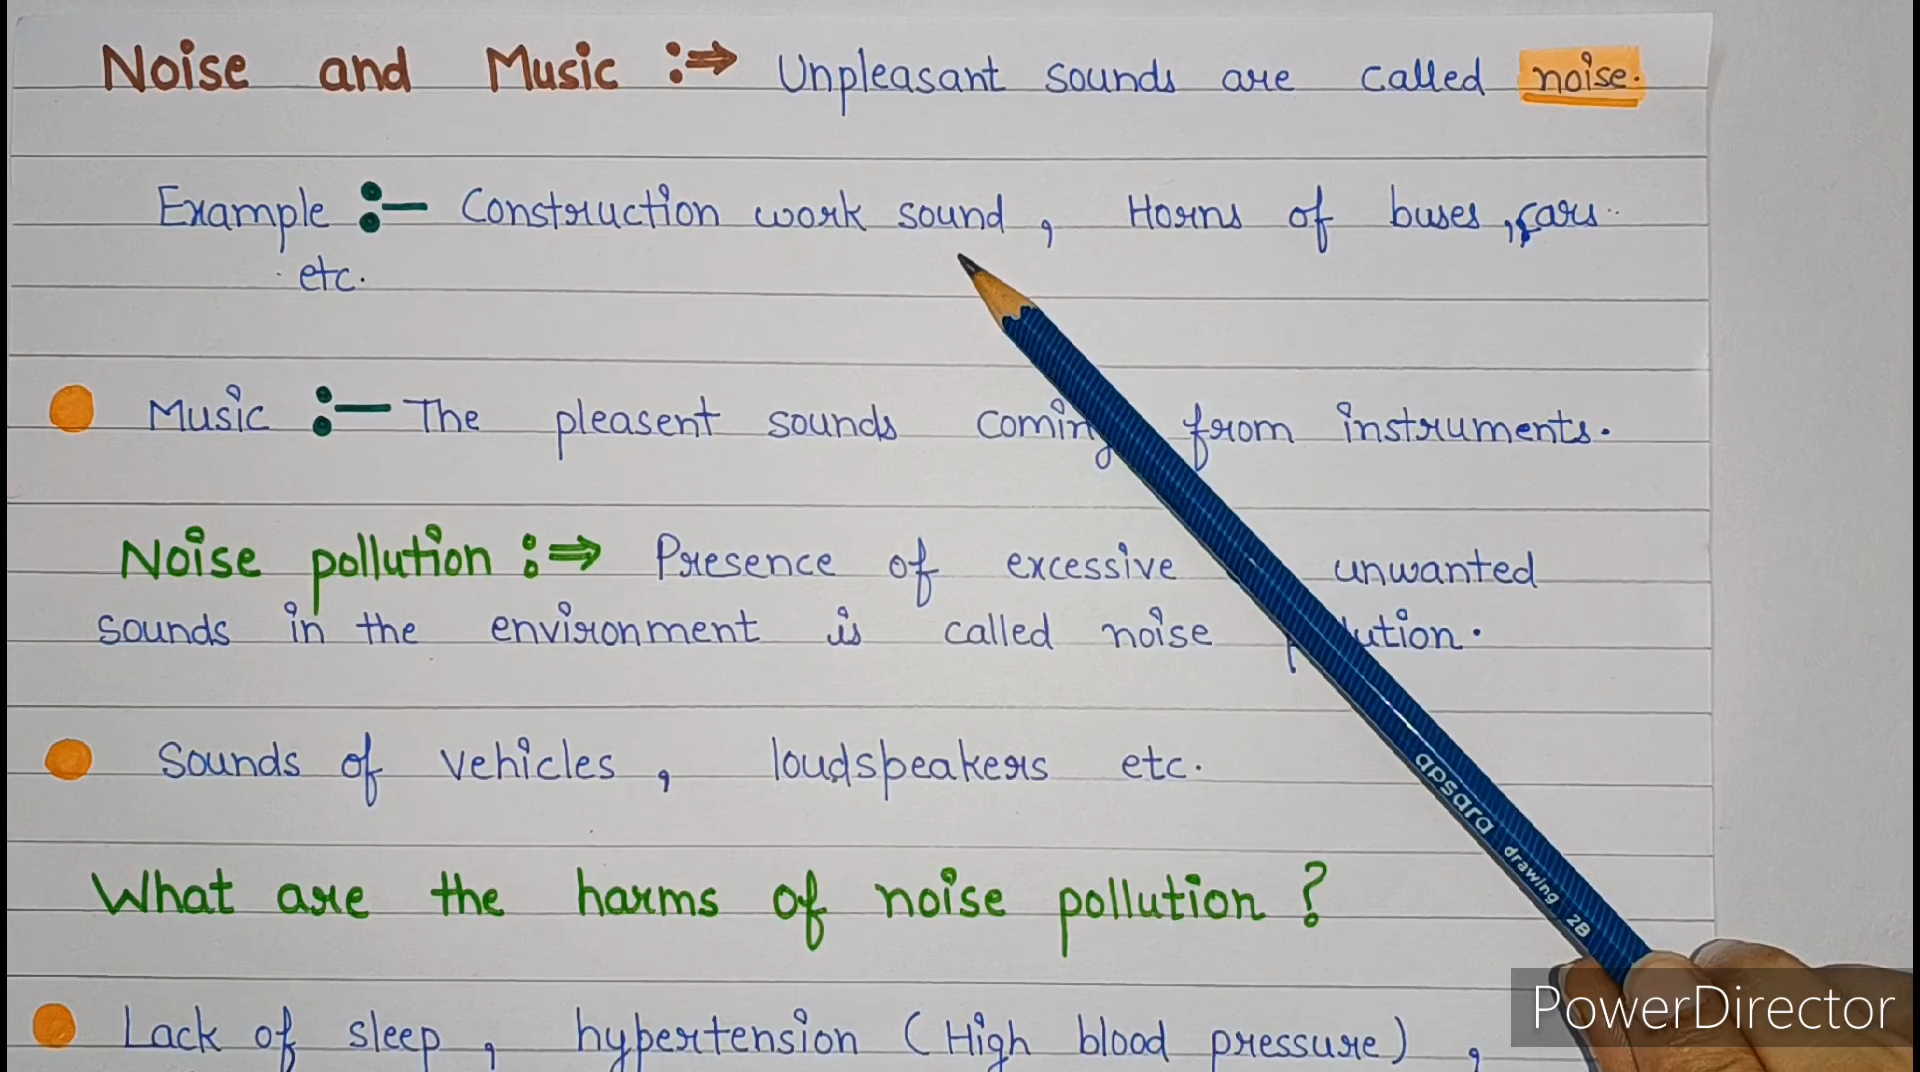 Noise and Music :⇒ Unpleasant sounds are called noise.
Example :— Construction work sound, Horns of buses, cars..
etc.
Music :— The pleasent sounds coming from instruments.
Noise pollution :⇒ Presence of excessive unwanted
sounds in the environment is called noise pollution.
Sounds of vehicles, loudspeakers etc.
What are the harms of noise pollution ?
Lack of sleep, hypertension (High blood pressure),
apsara drawing 2B
PowerDirector